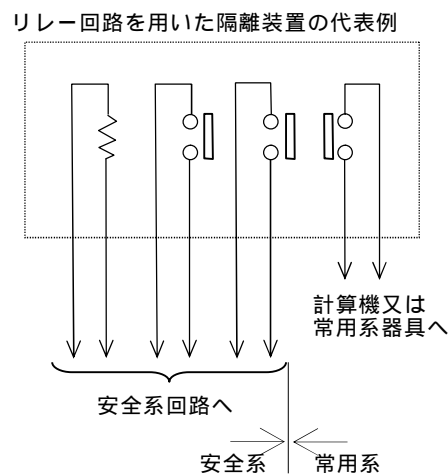 リレー回路を用いた隔離装置の代表例
計算機又は
常用系器具へ
安全系回路へ
安全系
常用系